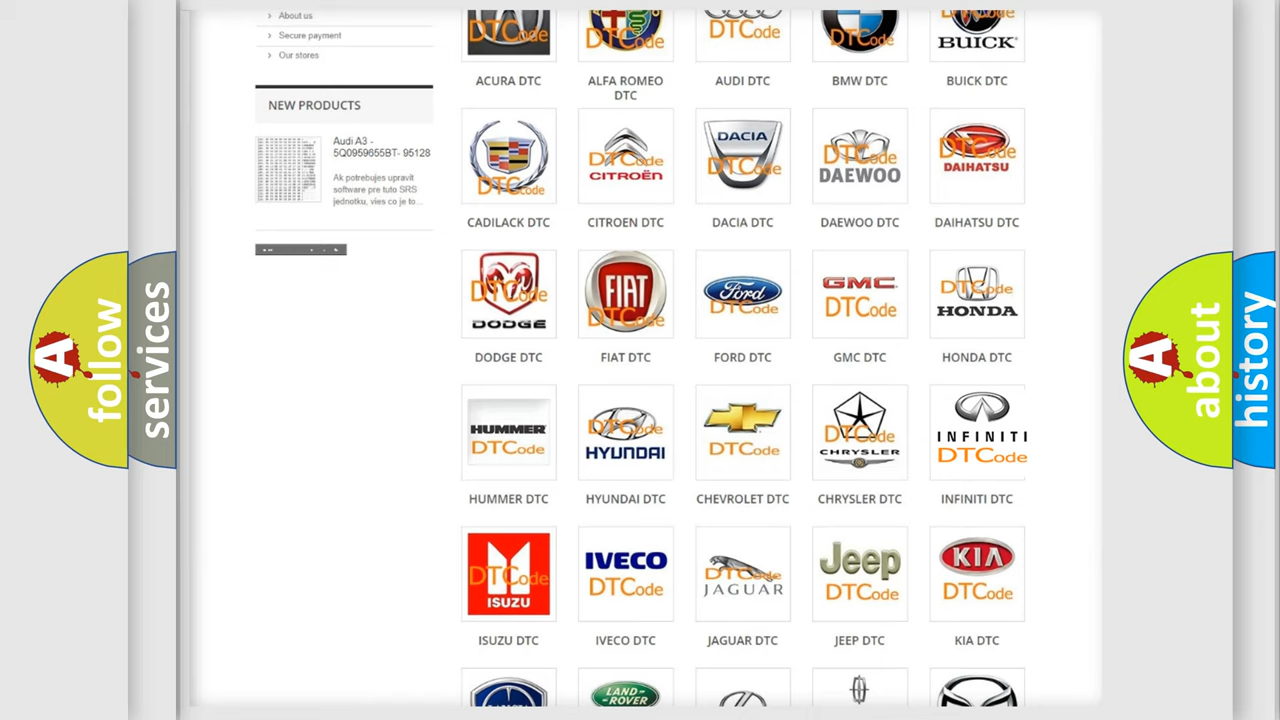 About us
Secure payment
Our stores
NEW PRODUCTS
Audi A3 -
5Q0959655BT- 95128
Ak potrebujes upravit
software pre tuto SRS
jednotku, vies co je to...
DTCode DTCode DTCode DTCode BUICK
ACURA DTC
ALFA ROMEO
DTC
AUDI DTC
BMW DTC
BUICK DTC
DTCode
DTCode
CITROËN
DACIA
DTCode
DTCode
DAEWOO
DTCode
DAIHATSU
CADILACK DTC
CITROEN DTC
DACIA DTC
DAEWOO DTC
DAIHATSU DTC
DTCode
DODGE
FIAT
DTCode
Ford
DTCode
GMC
DTCode
DTCode
HONDA
DODGE DTC
FIAT DTC
FORD DTC
GMC DTC
HONDA DTC
HUMMER
DTCode
DTCode
HYUNDAI
DTCode
DTCode
CHRYSLER
INFINITI
DTCode
HUMMER DTC
HYUNDAI DTC
CHEVROLET DTC
CHRYSLER DTC
INFINITI DTC
DTCode
ISUZU
IVECO
DTCode
DTCode
JAGUAR
Jeep
DTCode
KIA
DTCode
ISUZU DTC
IVECO DTC
JAGUAR DTC
JEEP DTC
KIA DTC
LAND-
ROVER
A
follow
services
A
about
history